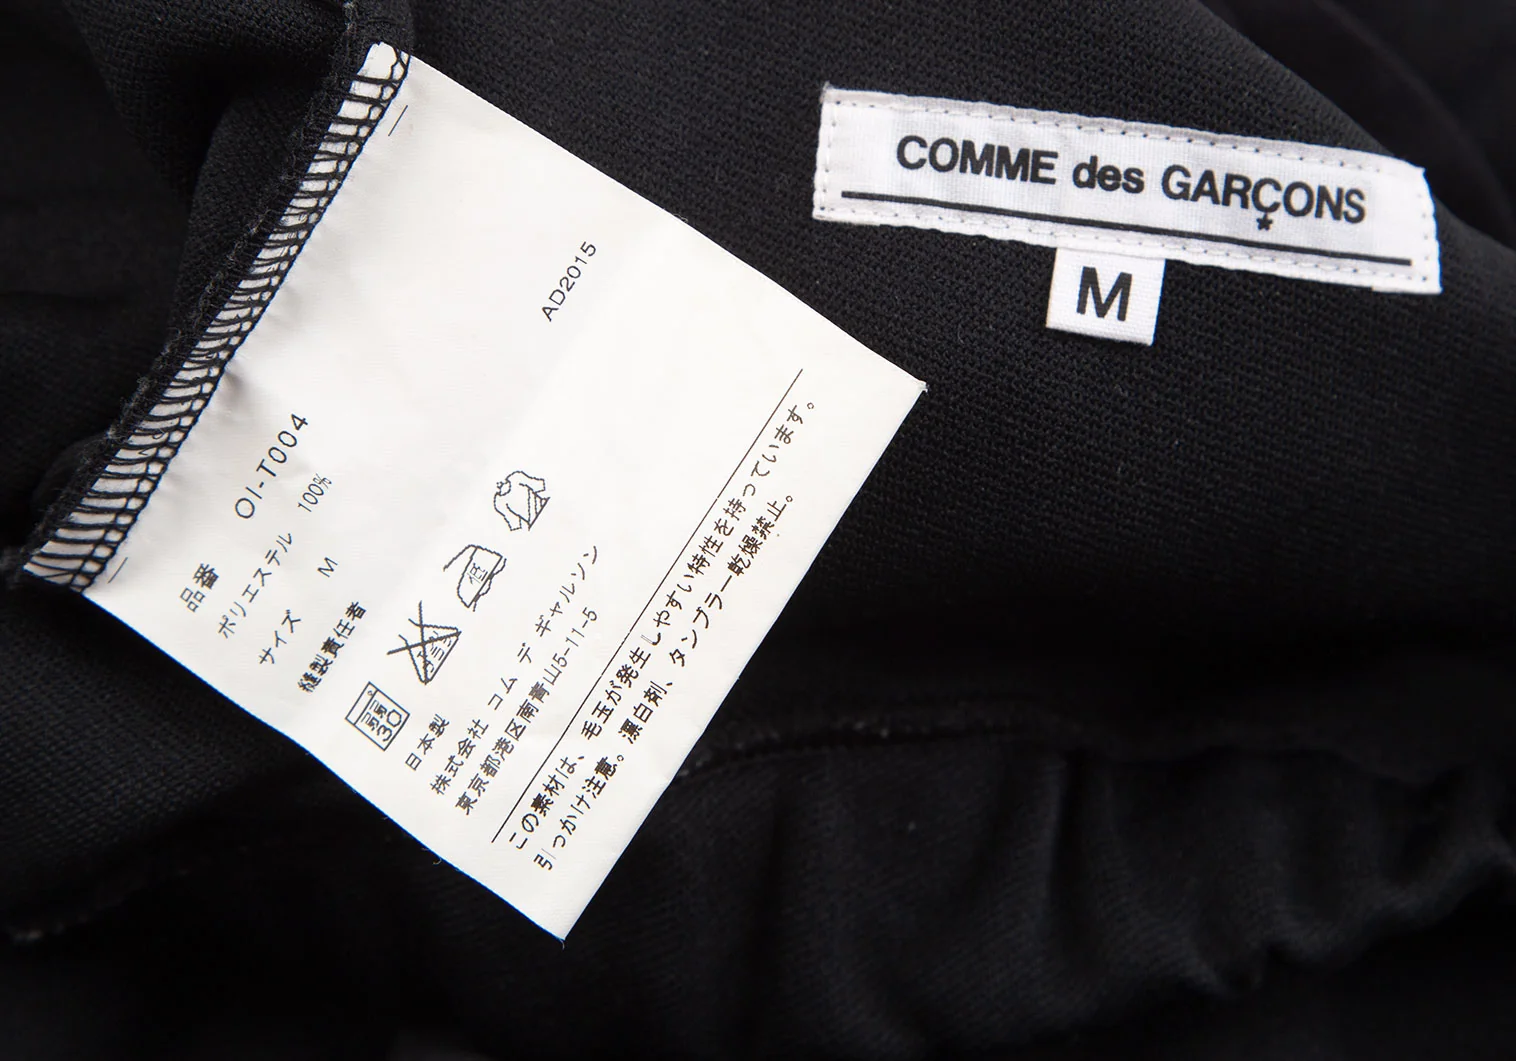 COMME des GARÇONS
M
AD2015
品番 OI-T004
ポリエステル 100%
サイズ M
縫製責任者
弱 30
低
日本製
株式会社 コム デ ギャルソン
東京都港区南青山5-11-5
この素材は、毛玉が発生しやすい特性を持っています。
引っかけ注意。漂白剤、タンブラー乾燥禁止。